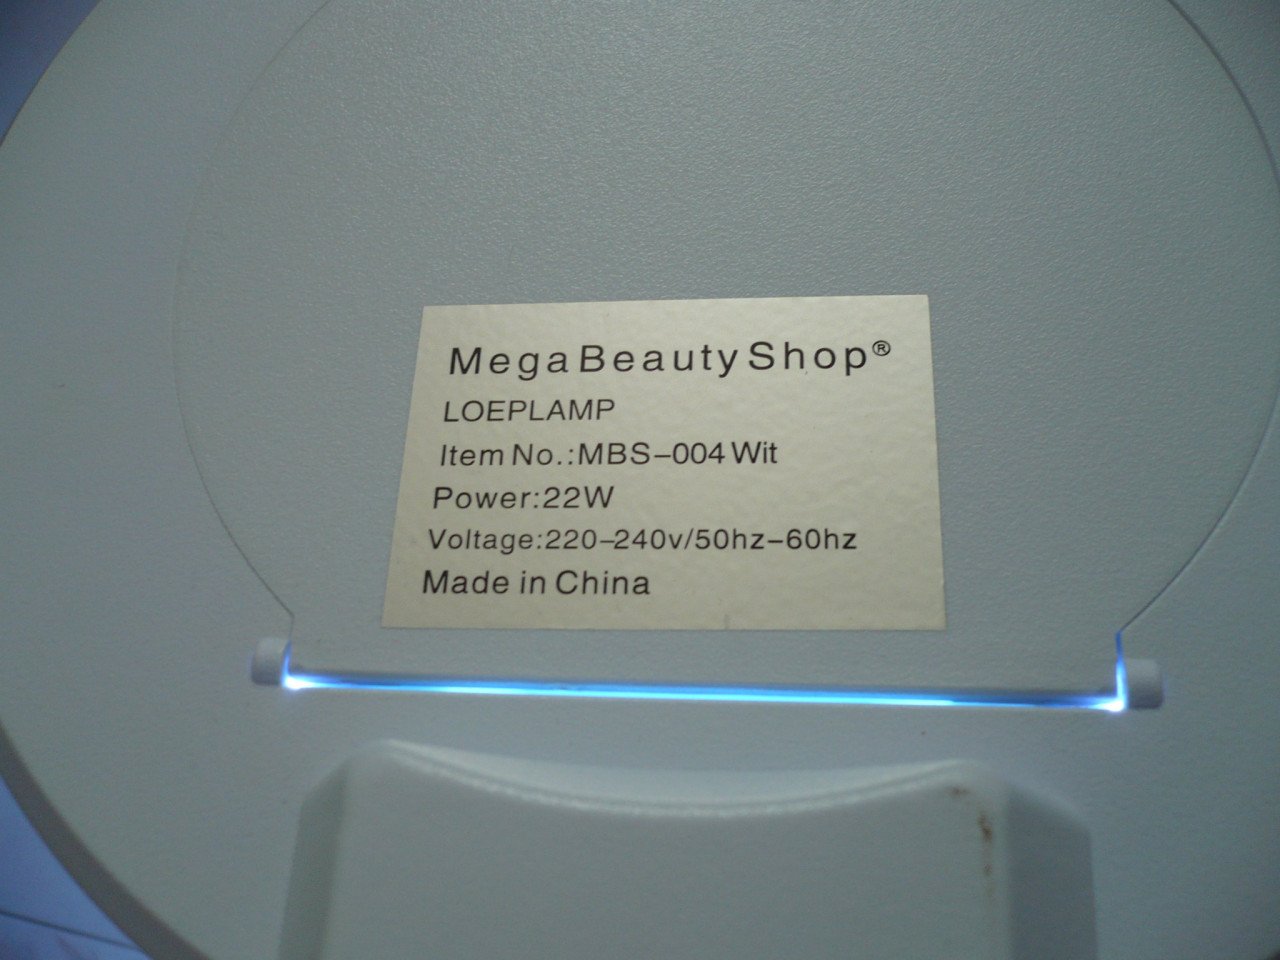 MegaBeautyShop®
LOEPLAMP
Item No.:MBS-004 Wit
Power:22W
Voltage:220-240v/50hz-60hz
Made in China